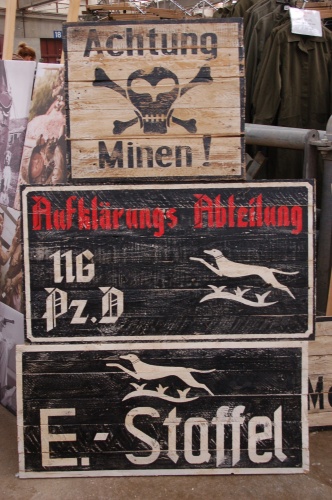 Achtung
Minen !
Aufklärungs Abteilung
116
Pz.D
E.- Staffel